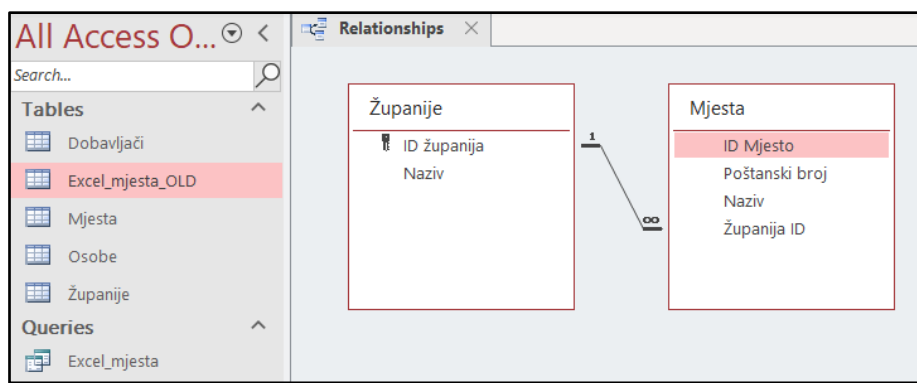 All Access O...
Search...
Tables
Dobavljači
Excel_mjesta_OLD
Mjesta
Osobe
Županije
Queries
Excel_mjesta
Relationships
Županije
ID županija
Naziv
1
∞
Mjesta
ID Mjesto
Poštanski broj
Naziv
Županija ID